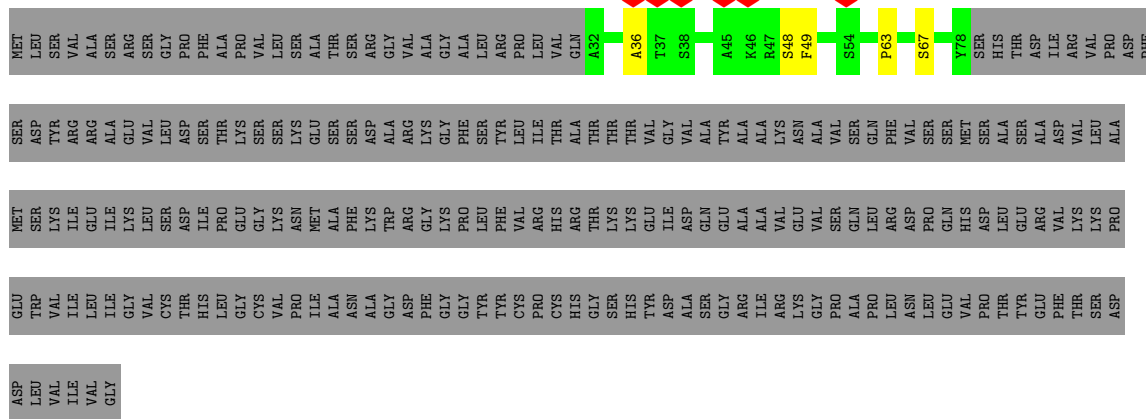 MET LEU SER VAL ALA SER ARG SER GLY PRO PHE ALA PRO VAL LEU SER ALA THR SER ARG GLY VAL ALA GLY ALA LEU ARG PRO LEU VAL GLN A32 A36 T37 S38 A45 K46 R47 S48 F49 S54 P63 S67 Y78 SER HIS THR ASP ILE ARG VAL PRO ASP
SER ASP TYR ARG ARG ALA GLU VAL LEU ASP SER THR LYS SER SER LYS GLU SER SER ASP ALA ARG LYS GLY PHE SER TYR LEU ILE THR ALA THR THR THR VAL GLY VAL ALA TYR ALA ALA LYS ASN ALA VAL SER GLN PHE VAL SER SER MET SER ALA SER ALA ASP VAL LEU ALA
MET SER LYS ILE GLU ILE LYS LEU SER ASP ILE PRO GLU GLY LYS ASN MET ALA PHE LYS TRP ARG GLY LYS PRO LEU PHE VAL ARG HIS ARG THR LYS LYS GLU ILE ASP GLN GLU ALA ALA VAL GLU VAL SER GLN LEU ARG ASP PRO GLN HIS ASP LEU GLU ARG VAL LYS LYS PRO
GLU TRP VAL ILE LEU ILE GLY VAL CYS THR HIS LEU GLY CYS VAL PRO ILE ALA ASN ALA GLY ASP PHE GLY GLY TYR TYR CYS PRO CYS HIS GLY SER HIS TYR ASP ALA SER GLY ARG ILE ARG LYS GLY PRO ALA PRO LEU ASN LEU GLU VAL PRO THR TYR GLU PHE THR SER ASP
ASP LEU VAL ILE VAL GLY